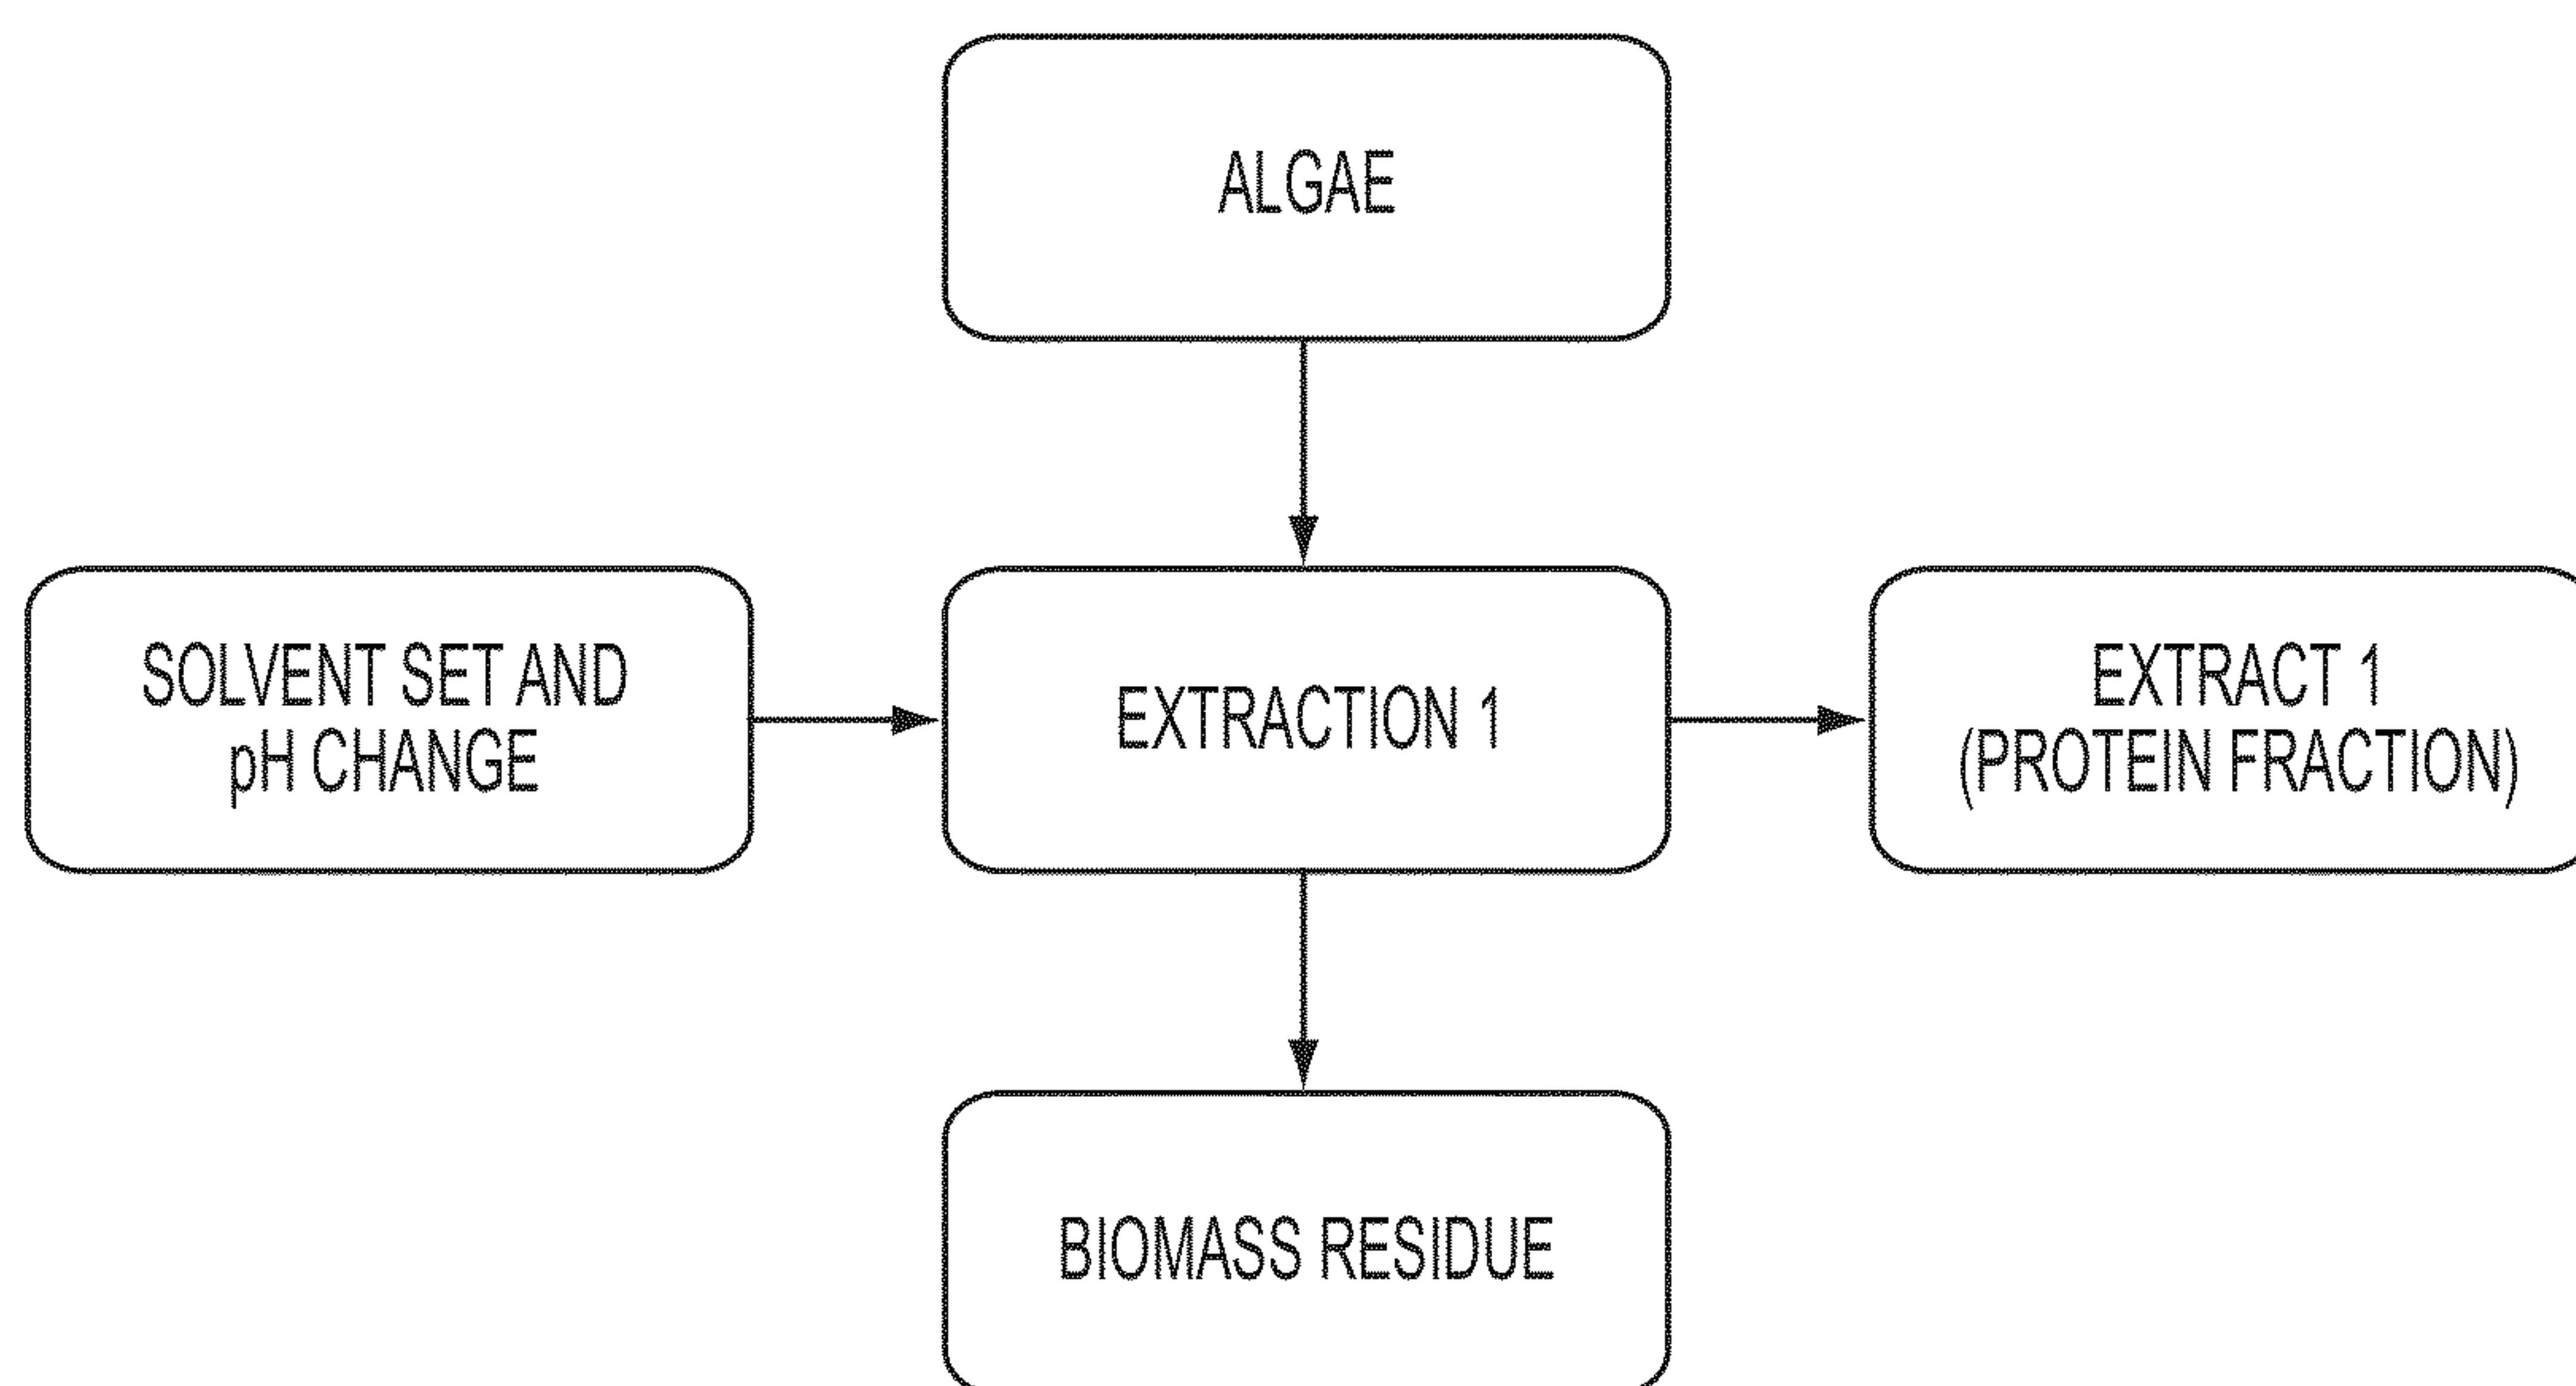 ALGAE
SOLVENT SET AND
pH CHANGE
EXTRACTION 1
EXTRACT 1
(PROTEIN FRACTION)
BIOMASS RESIDUE